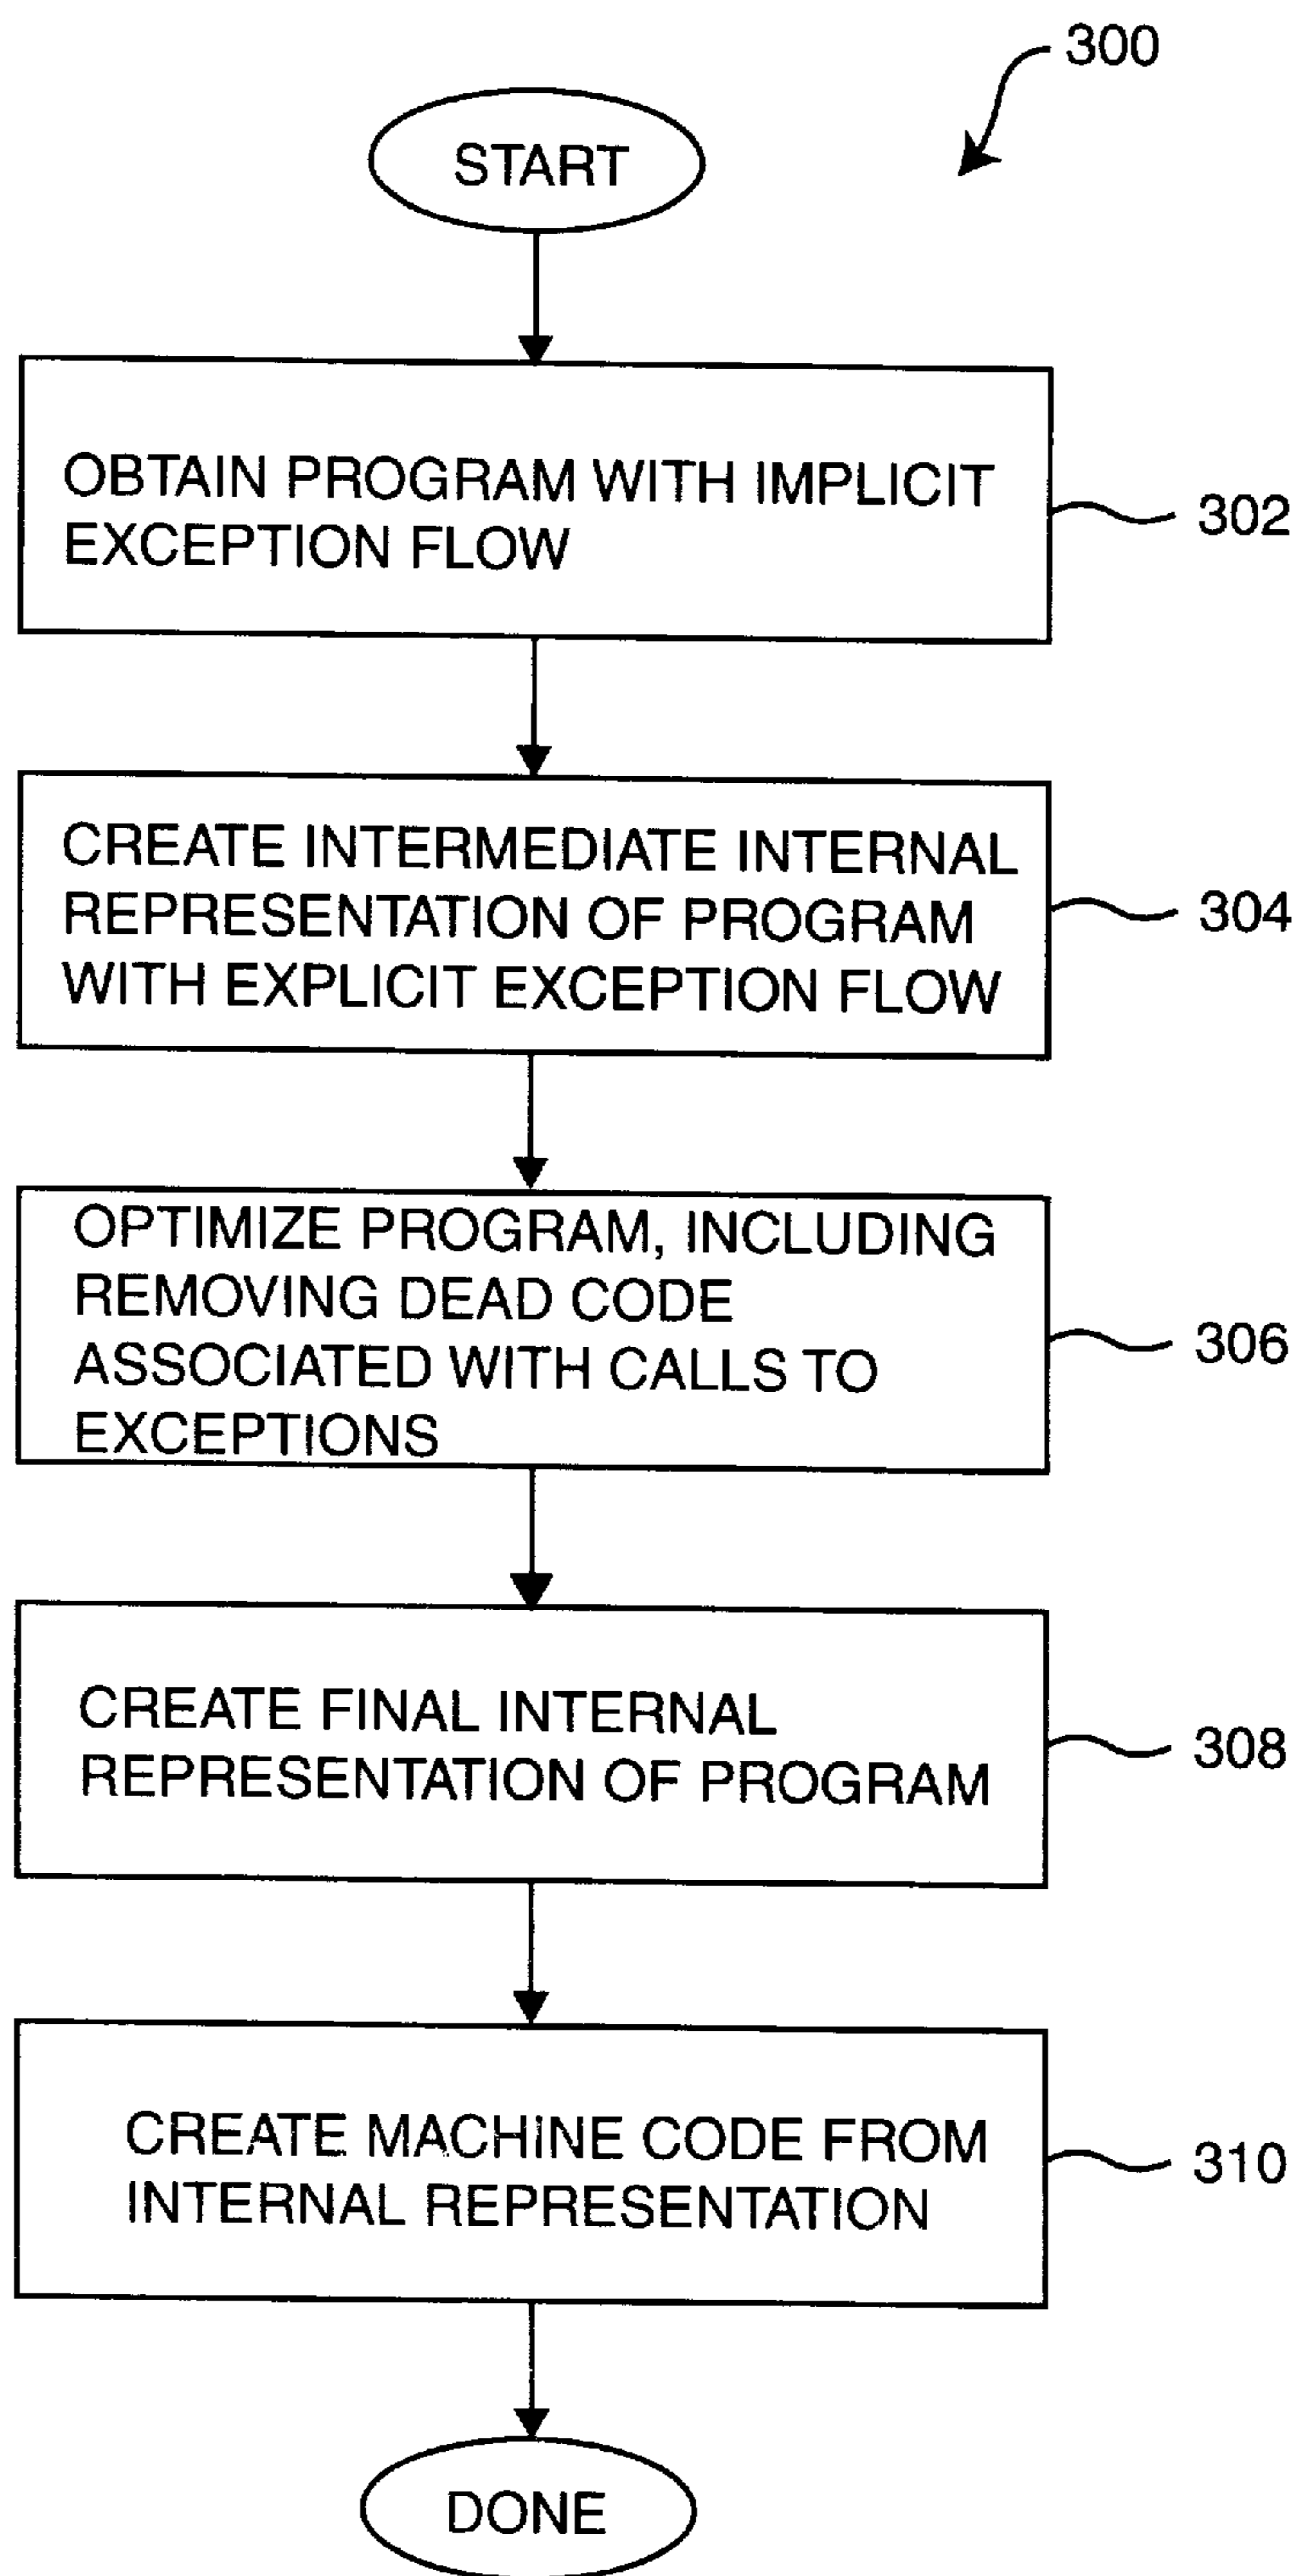 300
START
OBTAIN PROGRAM WITH IMPLICIT
EXCEPTION FLOW
302
CREATE INTERMEDIATE INTERNAL
REPRESENTATION OF PROGRAM
WITH EXPLICIT EXCEPTION FLOW
304
OPTIMIZE PROGRAM, INCLUDING
REMOVING DEAD CODE
ASSOCIATED WITH CALLS TO
EXCEPTIONS
306
CREATE FINAL INTERNAL
REPRESENTATION OF PROGRAM
308
CREATE MACHINE CODE FROM
INTERNAL REPRESENTATION
310
DONE